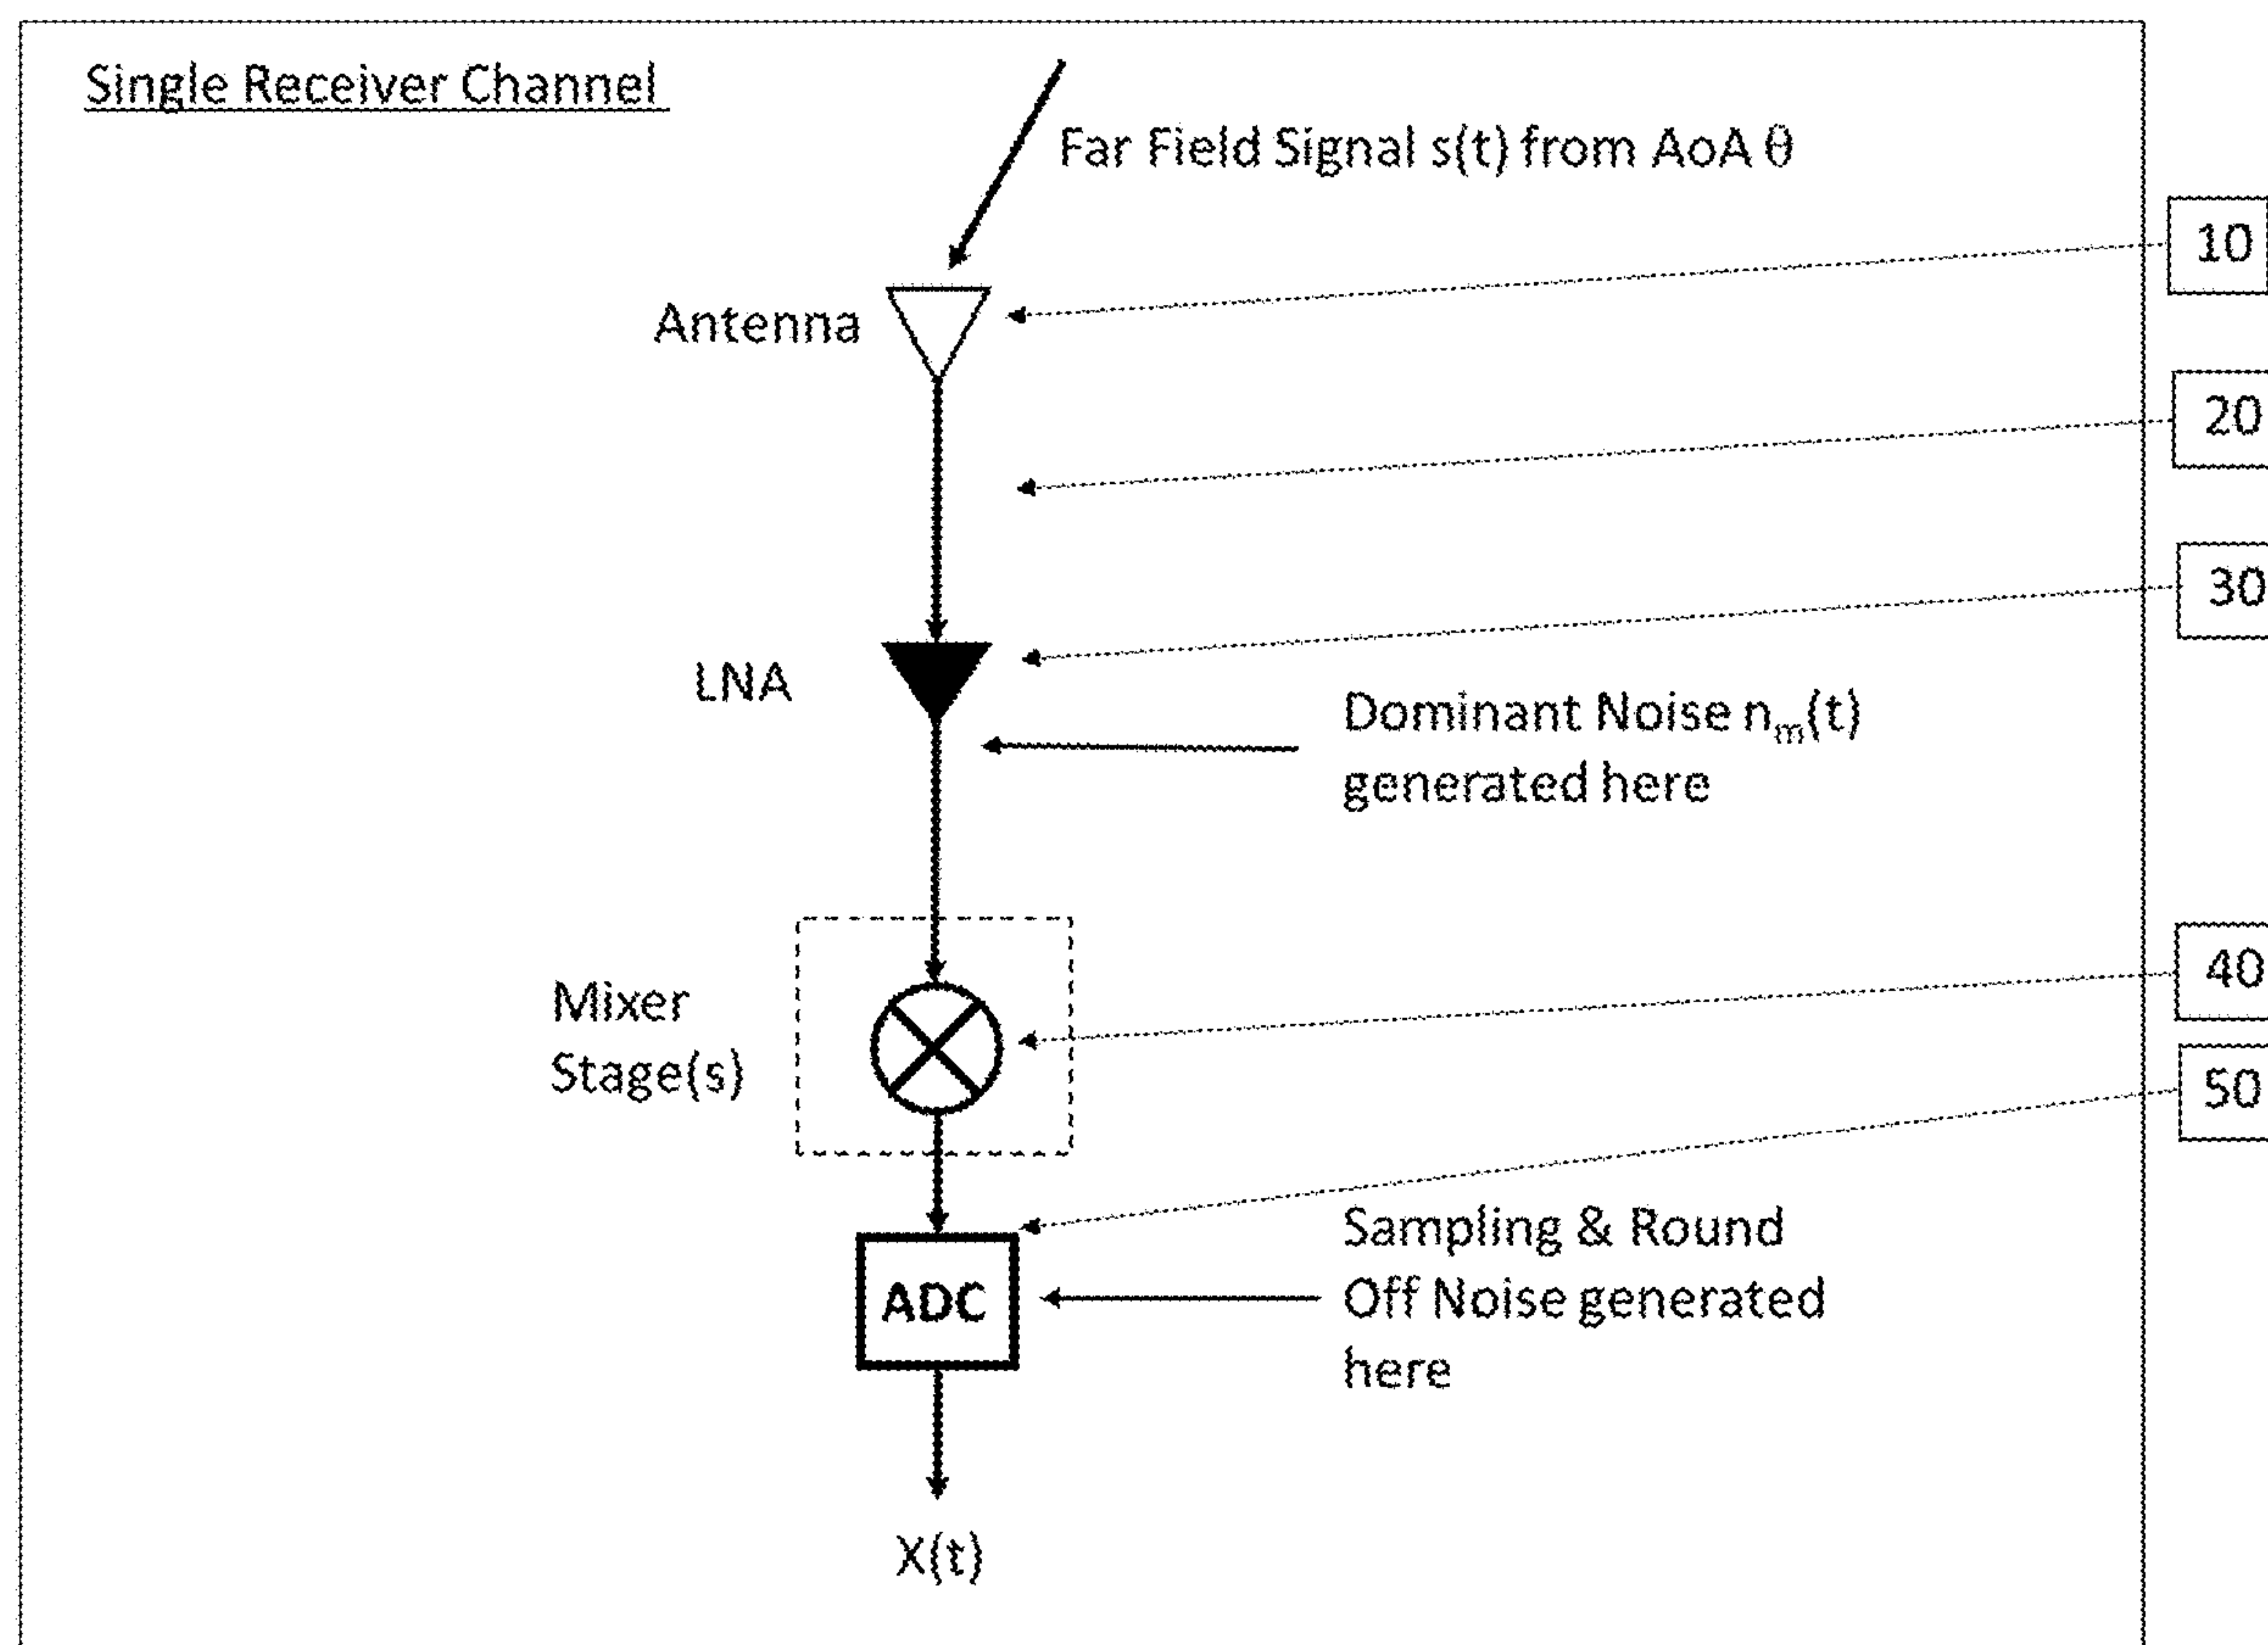 Single Receiver Channel
Far Field Signal s(t) from AoA θ
10
Antenna
20
30
LNA
Dominant Noise nm(t)
generated here
40
Mixer
Stage(s)
50
Sampling & Round
ADC
Off Noise generated
here
X(t)